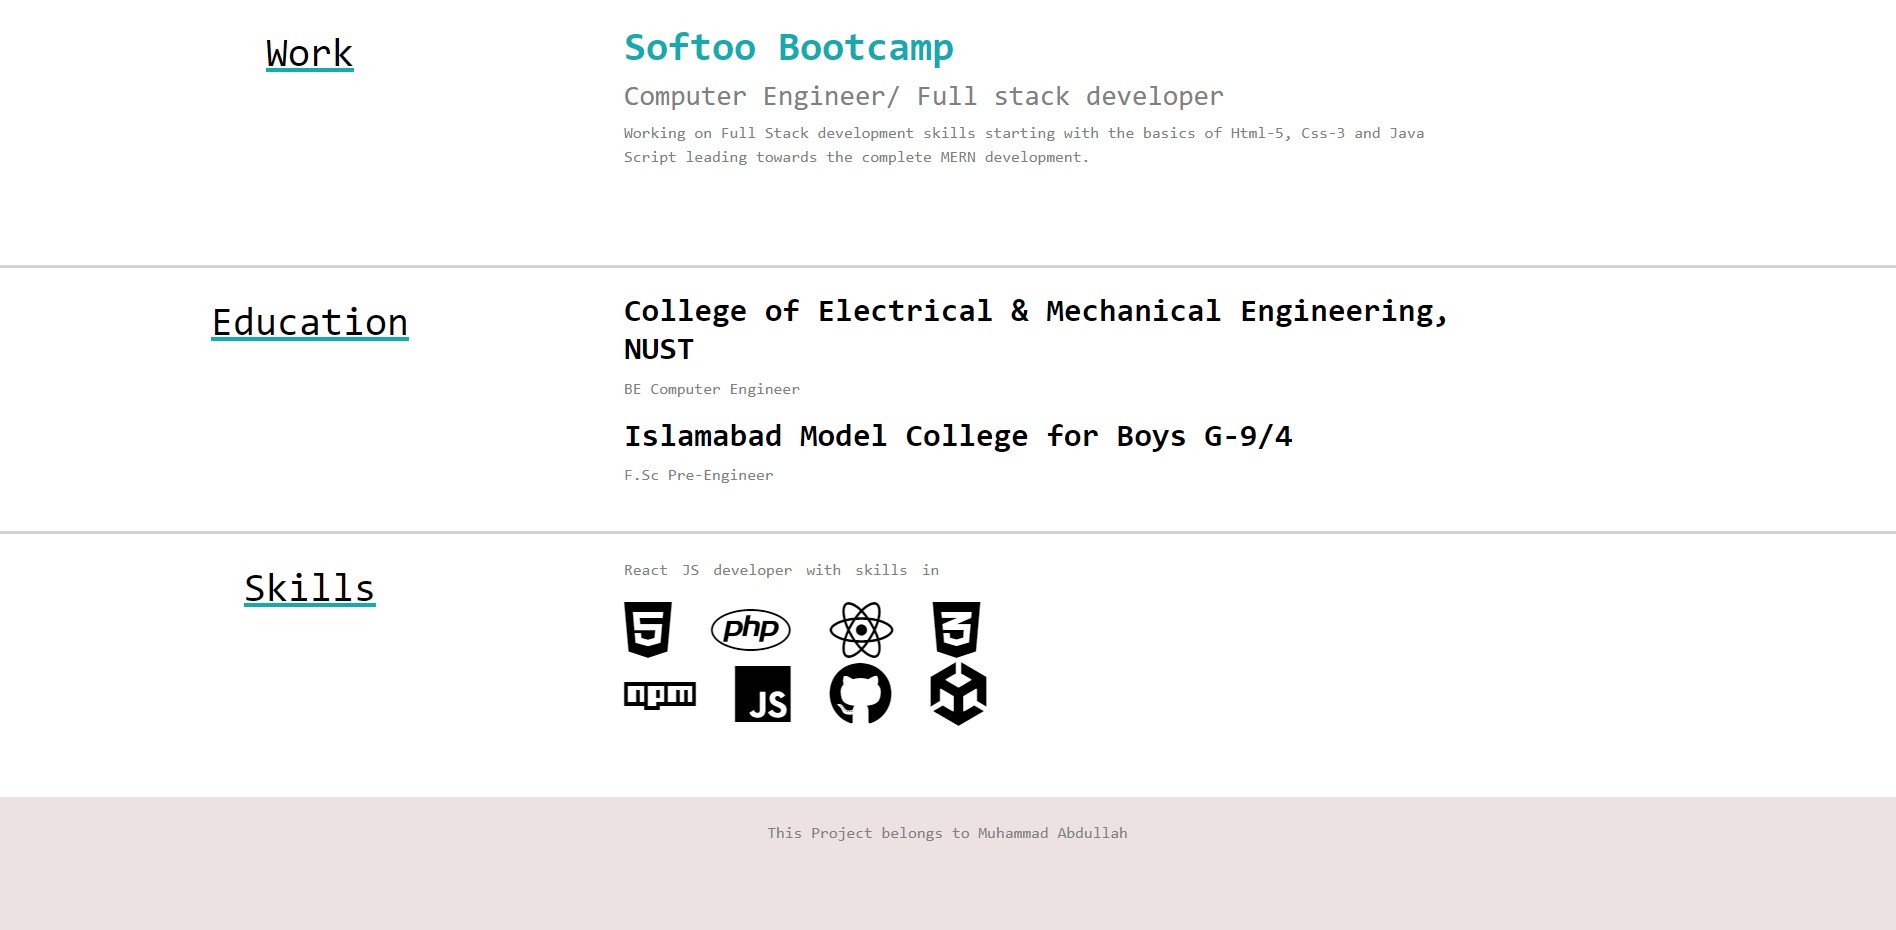 Work
Softoo Bootcamp
Computer Engineer/ Full stack developer
Working on Full Stack development skills starting with the basics of Html-5, Css-3 and Java
Script leading towards the complete MERN development.
Education
College of Electrical & Mechanical Engineering,
NUST
BE Computer Engineer
Islamabad Model College for Boys G-9/4
F.Sc Pre-Engineer
Skills
React JS developer with skills in
5 php 3
npm JS
This Project belongs to Muhammad Abdullah